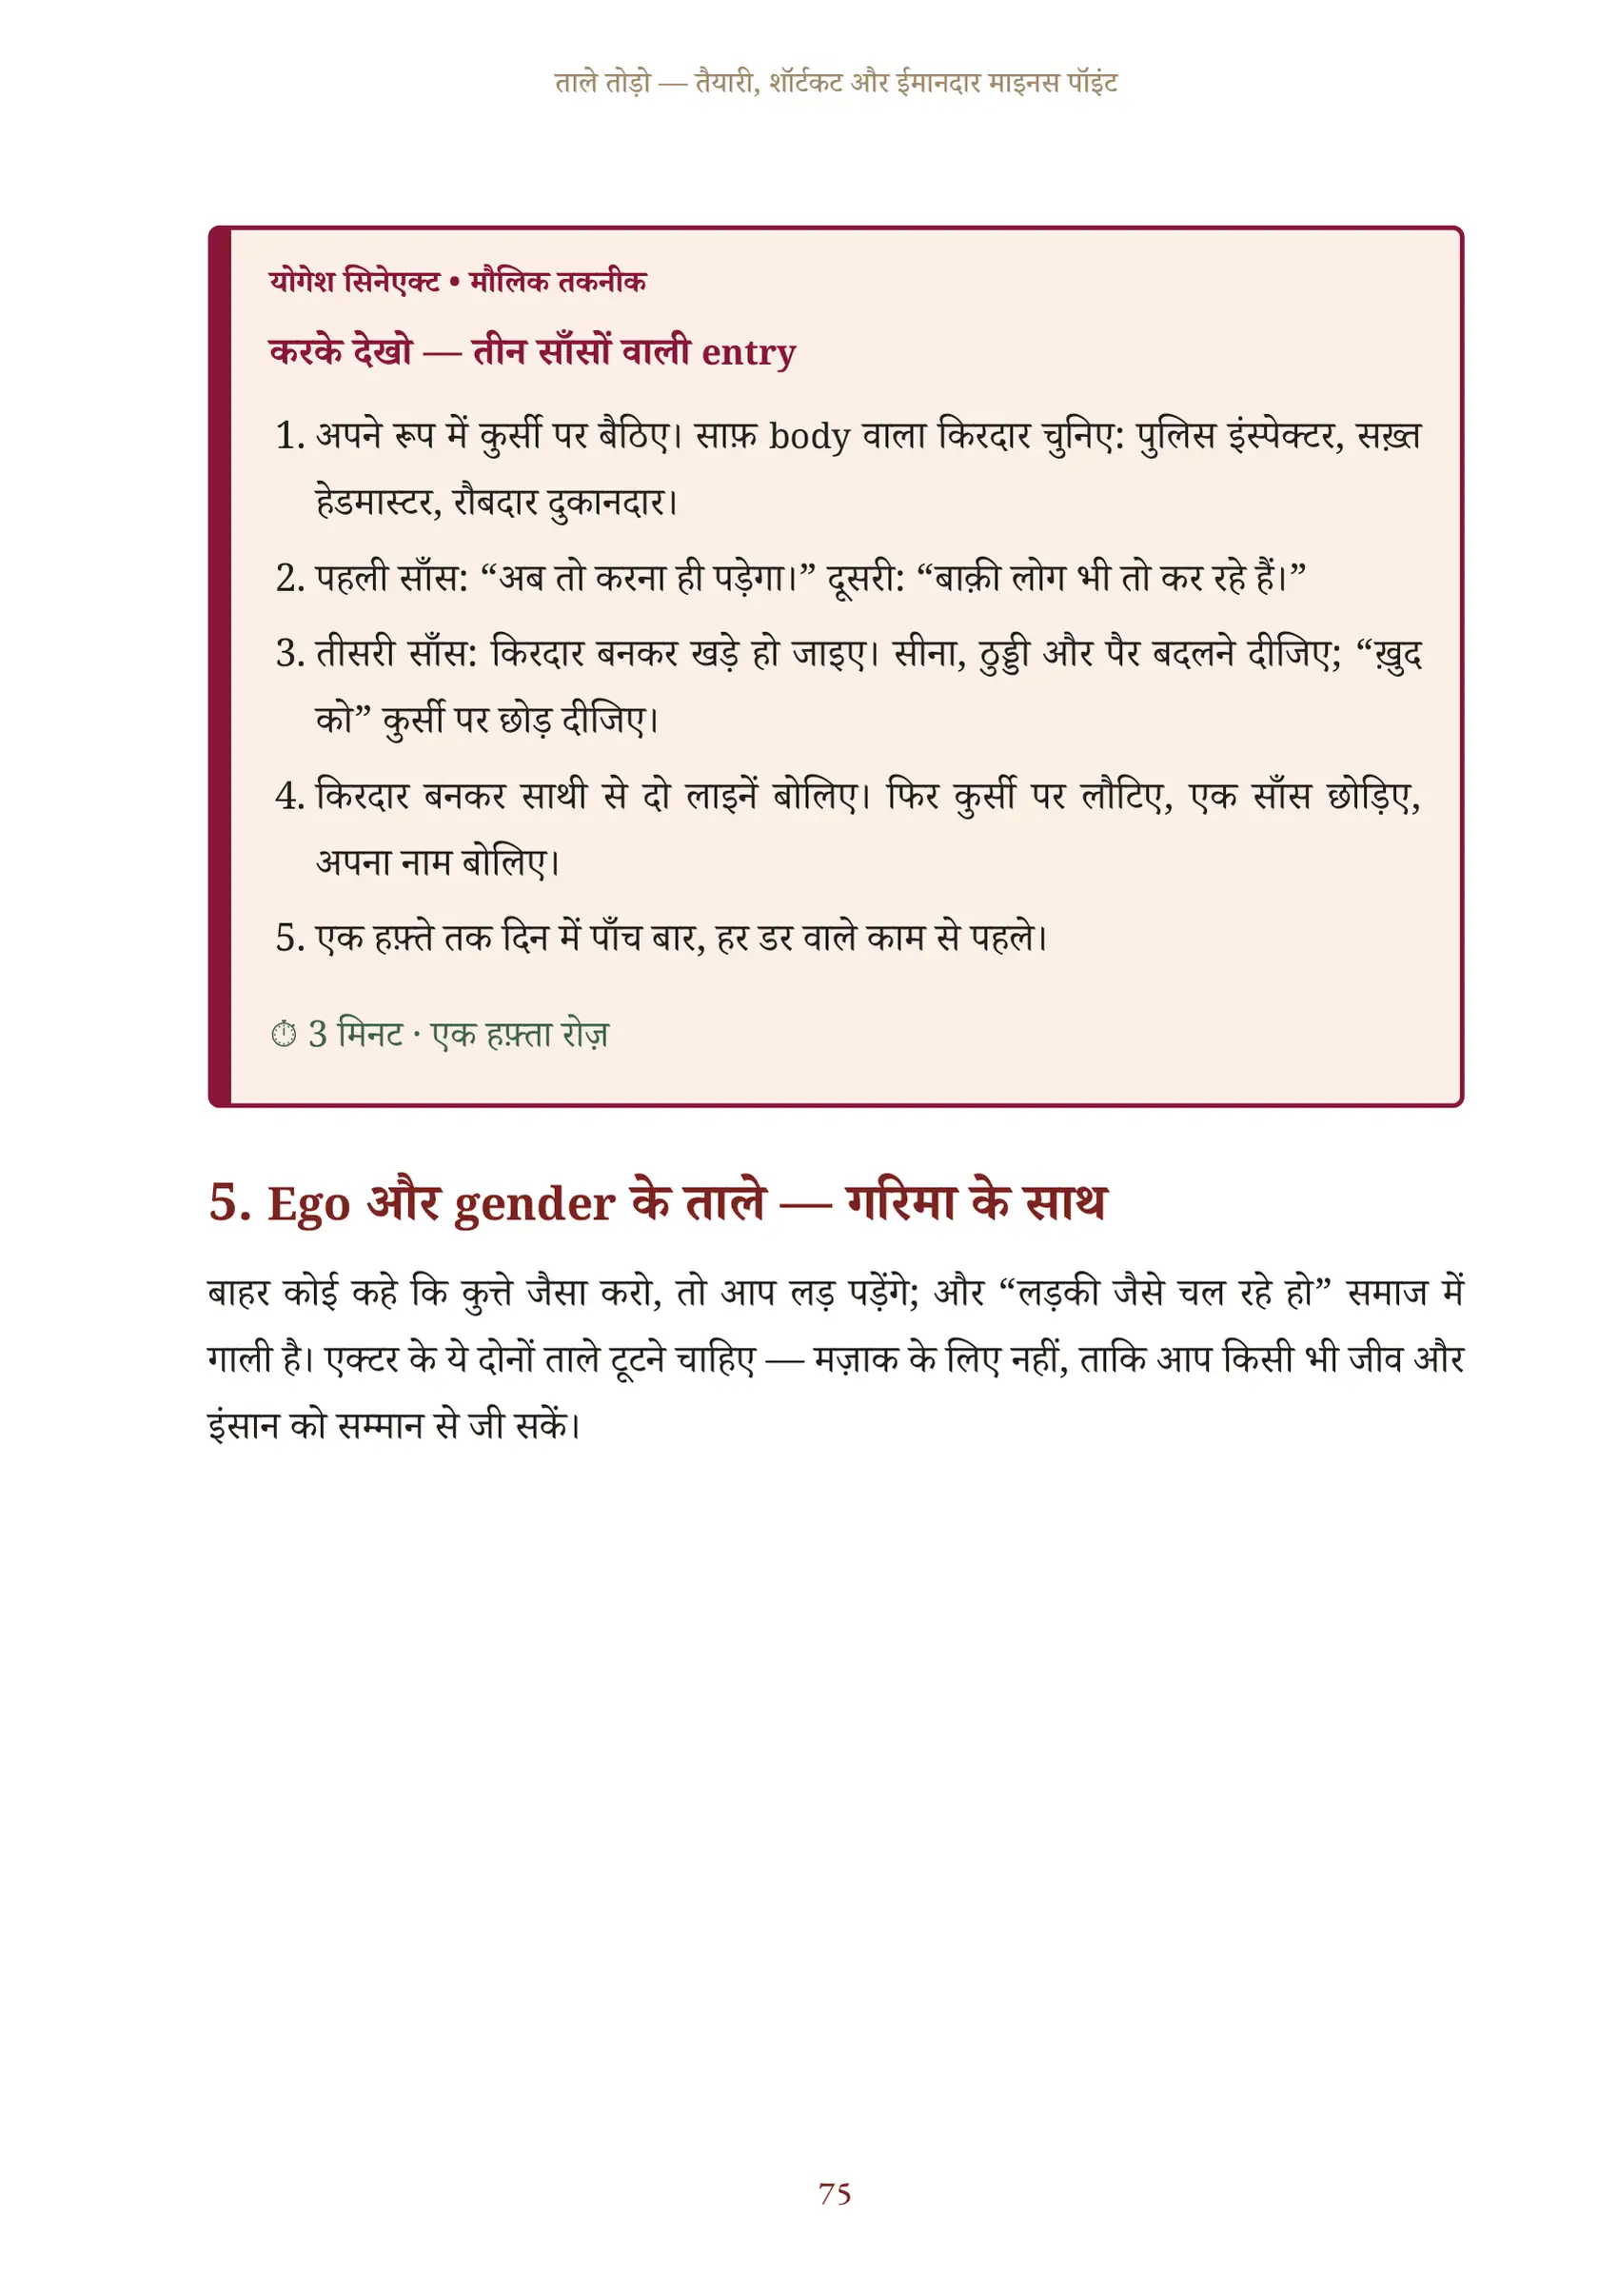 ताले तोड़ो — तैयारी, शॉर्टकट और ईमानदार माइनस पॉइंट
योगेश सिनेएक्ट • मौलिक तकनीक
करके देखो — तीन साँसों वाली entry
1. अपने रूप में कुर्सी पर बैठिए। साफ़ body वाला किरदार चुनिए: पुलिस इंस्पेक्टर, सख़्त
हेडमास्टर, रौबदार दुकानदार।
2. पहली साँस: “अब तो करना ही पड़ेगा।” दूसरी: “बाक़ी लोग भी तो कर रहे हैं।”
3. तीसरी साँस: किरदार बनकर खड़े हो जाइए। सीना, ठुड्डी और पैर बदलने दीजिए; “ख़ुद
को” कुर्सी पर छोड़ दीजिए।
4. किरदार बनकर साथी से दो लाइनें बोलिए। फिर कुर्सी पर लौटिए, एक साँस छोड़िए,
अपना नाम बोलिए।
5. एक हफ़्ते तक दिन में पाँच बार, हर डर वाले काम से पहले।
⏱ 3 मिनट · एक हफ़्ता रोज़
5. Ego और gender के ताले — गरिमा के साथ
बाहर कोई कहे कि कुत्ते जैसा करो, तो आप लड़ पड़ेंगे; और “लड़की जैसे चल रहे हो” समाज में
गाली है। एक्टर के ये दोनों ताले टूटने चाहिए — मज़ाक के लिए नहीं, ताकि आप किसी भी जीव और
इंसान को सम्मान से जी सकें।
75